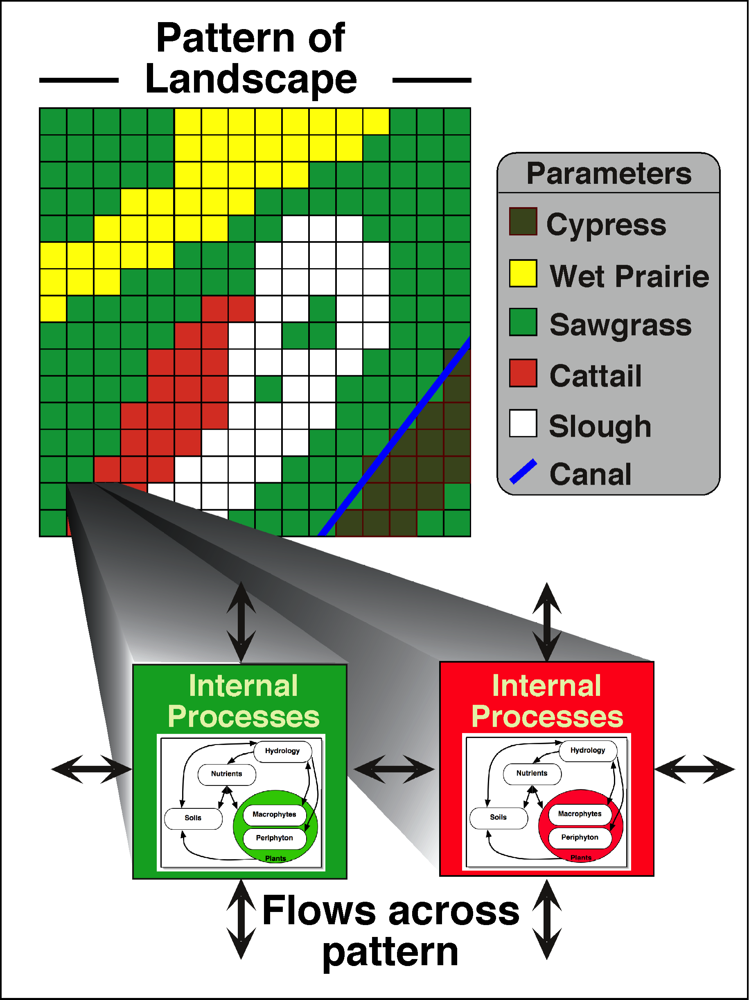 Pattern of
Landscape
Parameters
Cypress
Wet Prairie
Sawgrass
Cattail
Slough
Canal
Internal
Processes
Hydrology
Nutrients
Soils
Macrophytes
Periphyton
Plants
Internal
Processes
Hydrology
Nutrients
Soils
Macrophytes
Periphyton
Plants
Flows across
pattern